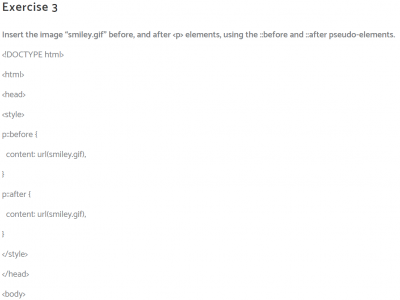 Exercise 3
Insert the image "smiley.gif" before, and after <p> elements, using the ::before and ::after pseudo-elements.
<!DOCTYPE html>
<html>
<head>
<style>
p::before {
content: url(smiley.gif),
}
p::after {
content: url(smiley.gif),
}
</style>
</head>
<body>